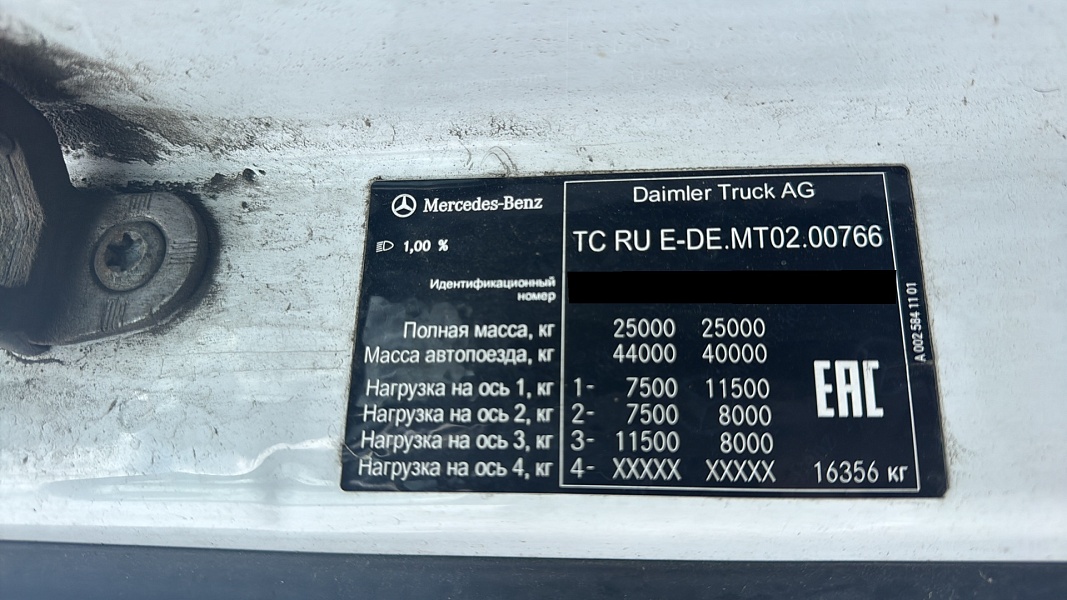 Mercedes-Benz
1,00 %
Daimler Truck AG
TC RU E-DE.MT02.00766
Идентификационный
номер
Полная масса, кг 25000 25000
Масса автопоезда, кг 44000 40000
Нагрузка на ось 1, кг 1- 7500 11500
Нагрузка на ось 2, кг 2- 7500 8000
Нагрузка на ось 3, кг 3- 11500 8000
Нагрузка на ось 4, кг 4- XXXXX XXXXX
EAC
16356 кг
A 002 584 11 01